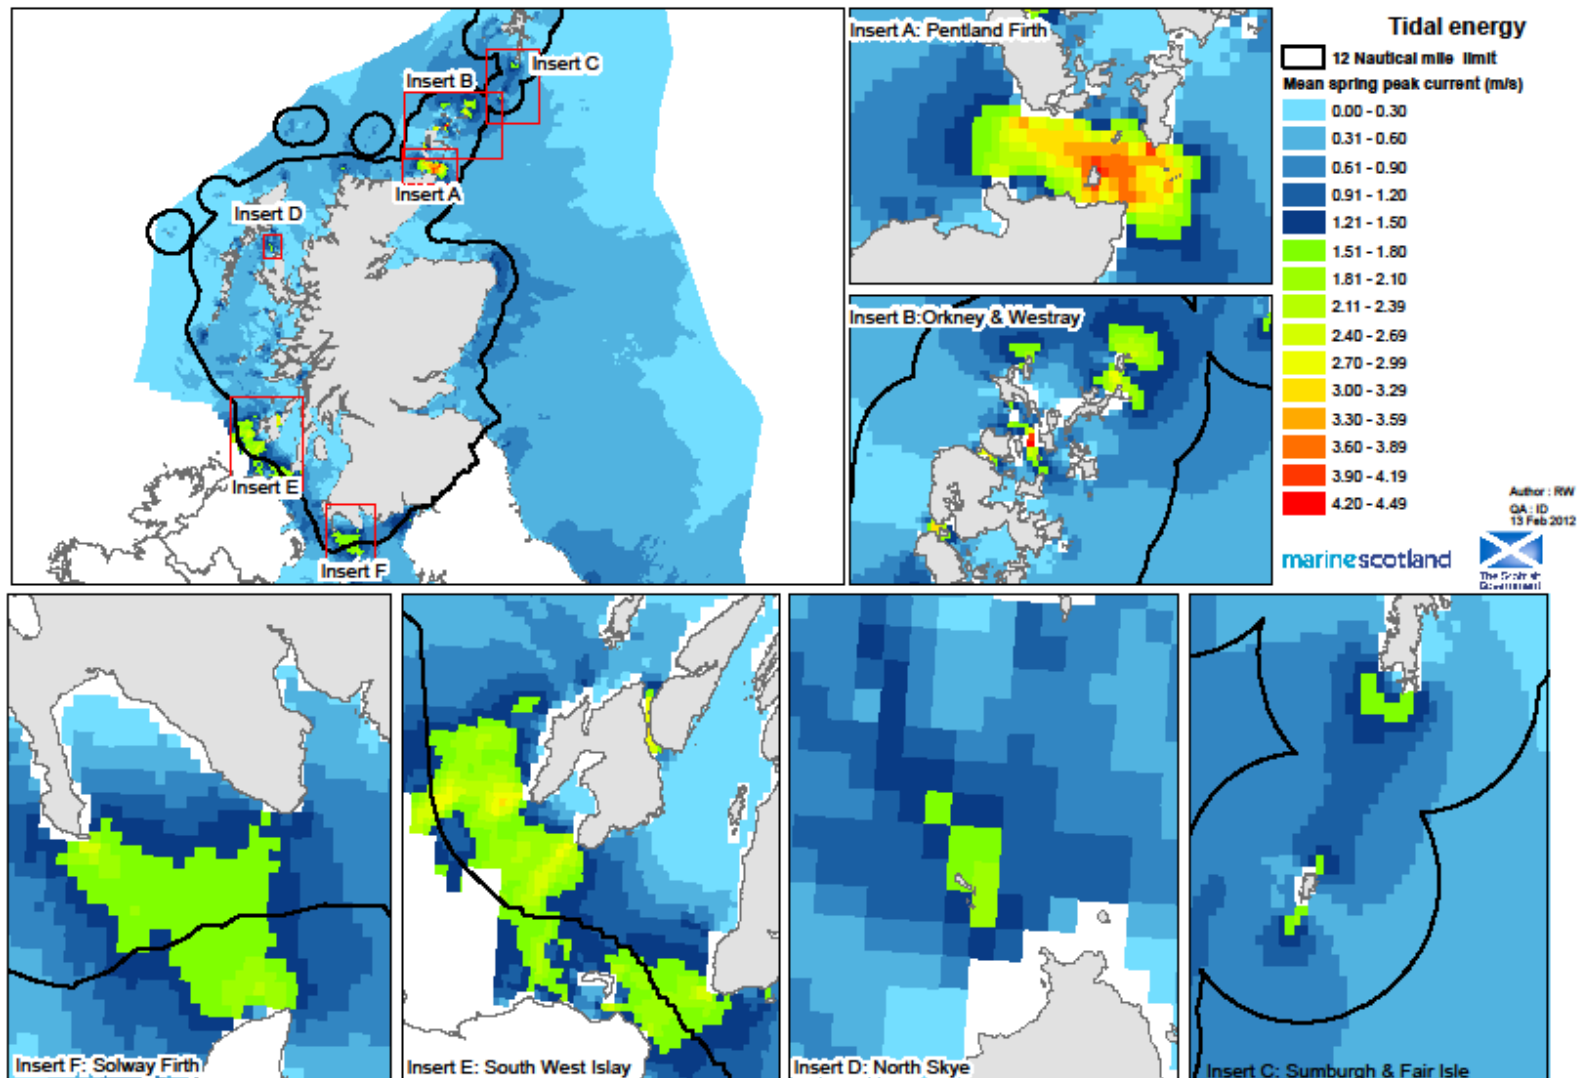 Insert C
Insert B
Insert A
Insert D
Insert E
Insert F
Insert A: Pentland Firth
Insert B:Orkney & Westray
Tidal energy
12 Nautical mile limit
Mean spring peak current (m/s)
0.00 - 0.30
0.31 - 0.60
0.61 - 0.90
0.91 - 1.20
1.21 - 1.50
1.51 - 1.80
1.81 - 2.10
2.11 - 2.39
2.40 - 2.69
2.70 - 2.99
3.00 - 3.29
3.30 - 3.59
3.60 - 3.89
3.90 - 4.19
4.20 - 4.49
Author : RW
QA : ID
13 Feb 2012
marinescotland
The Scottish
Government
Insert F: Solway Firth
Insert E: South West Islay
Insert D: North Skye
Insert C: Sumburgh & Fair Isle